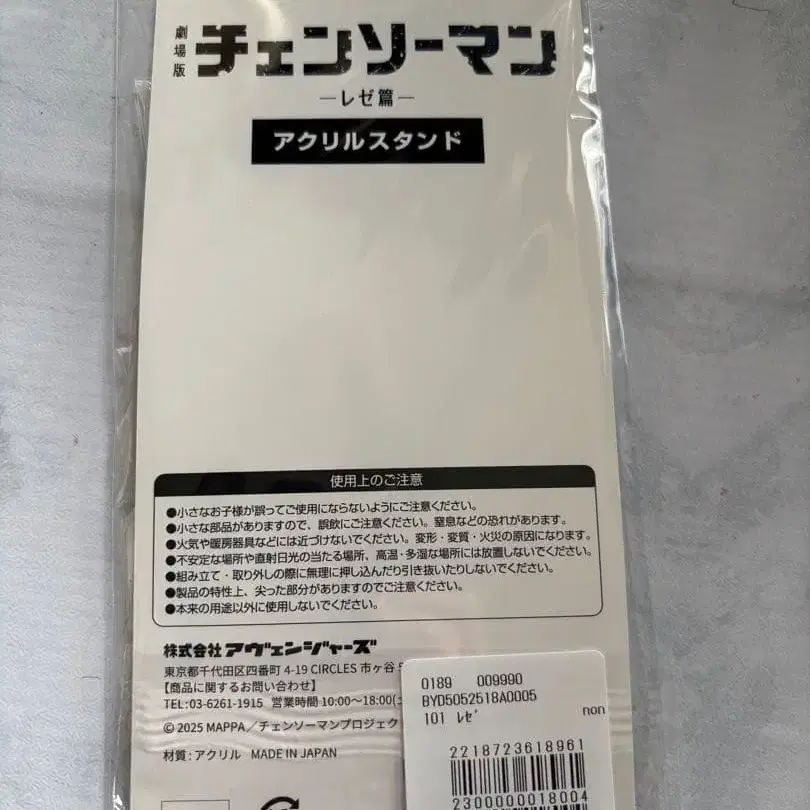 劇場版
チェンソーマン
―レゼ篇―
アクリルスタンド
使用上のご注意
●小さなお子様が誤ってご使用にならないようにご注意ください。
●小さな部品がありますので、誤飲にご注意ください。窒息などの恐れがあります。
●火気や暖房器具などには近づけないでください。変形・変質・火災の原因になります。
●不安定な場所や直射日光の当たる場所、高温・多湿な場所には放置しないでください。
●組み立て・取り外しの際に無理に押し込んだり引き抜いたりしないでください。
●製品の特性上、尖った部分がありますのでご注意ください。
●本来の用途以外に使用しないでください。
株式会社アヴェンジャーズ
東京都千代田区四番町 4-19 CIRCLES 市ヶ谷
【商品に関するお問い合わせ】
TEL:03-6261-1915 営業時間 10:00~18:00
© 2025 MAPPA／チェンソーマンプロジェク
材質:アクリル MADE IN JAPAN
0189 009990
BYD5052518A0005
101 ﾚｾﾞ
non
2218723618961
2300000018004